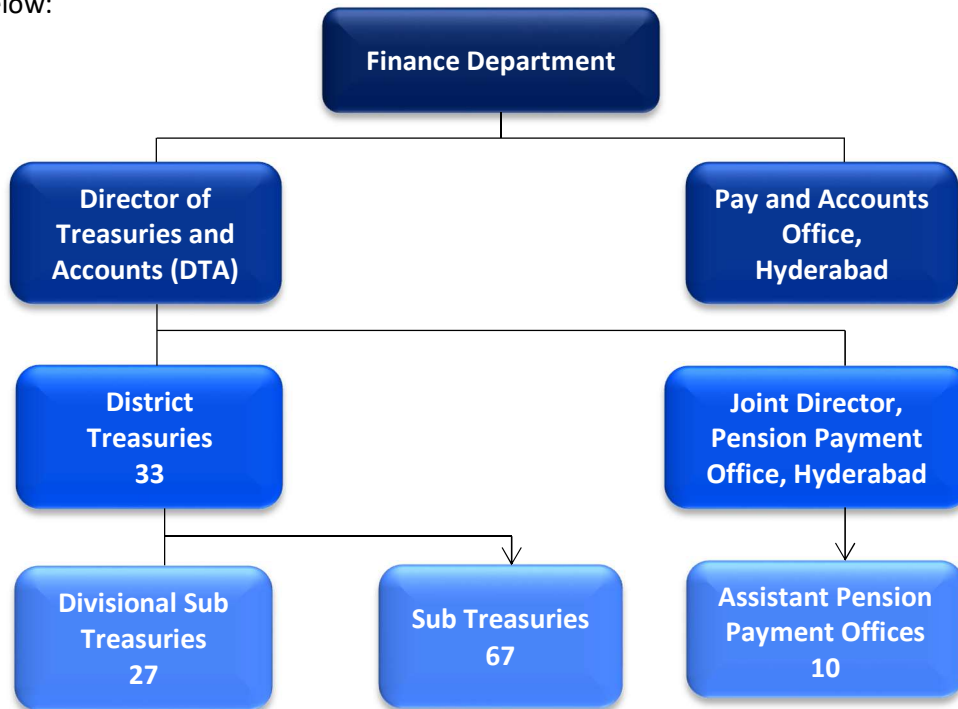 elow:
Finance Department
Director of
Treasuries and
Accounts (DTA)
Pay and Accounts
Office,
Hyderabad
District
Treasuries
33
Joint Director,
Pension Payment
Office, Hyderabad
Divisional Sub
Treasuries
27
Sub Treasuries
67
Assistant Pension
Payment Offices
10